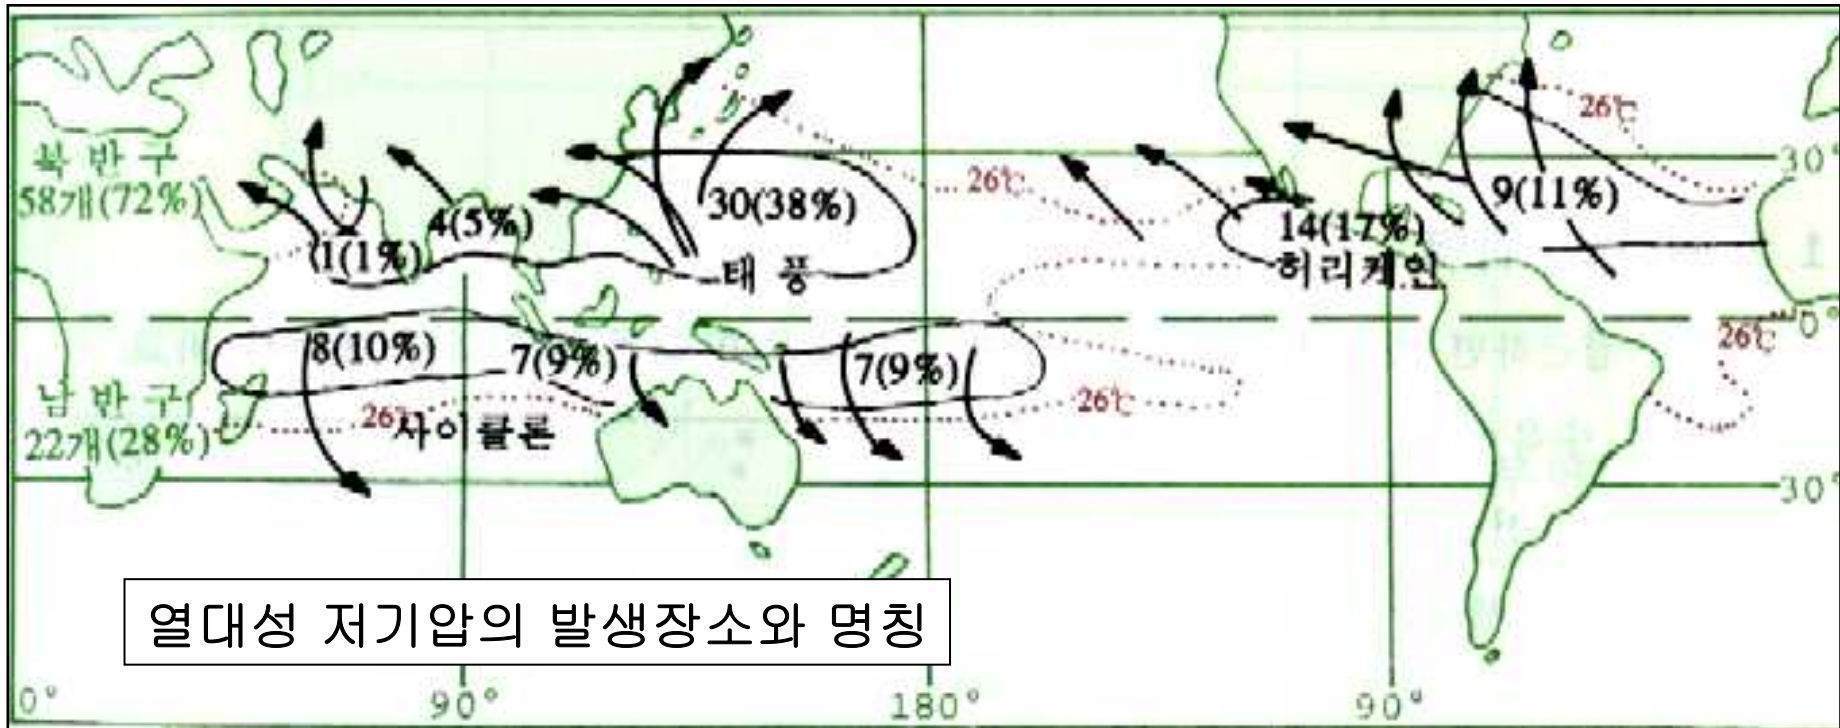 북 반 구
58개(72%)
1(1%)
4(5%)
30(38%)
태 풍
26℃
14(17%)
허리케인
9(11%)
26℃
30°
0°
26℃
8(10%)
7(9%)
7(9%)
남 반 구
22개(28%)
26℃
사이클론
26℃
30°
열대성 저기압의 발생장소와 명칭
0°
90°
180°
90°